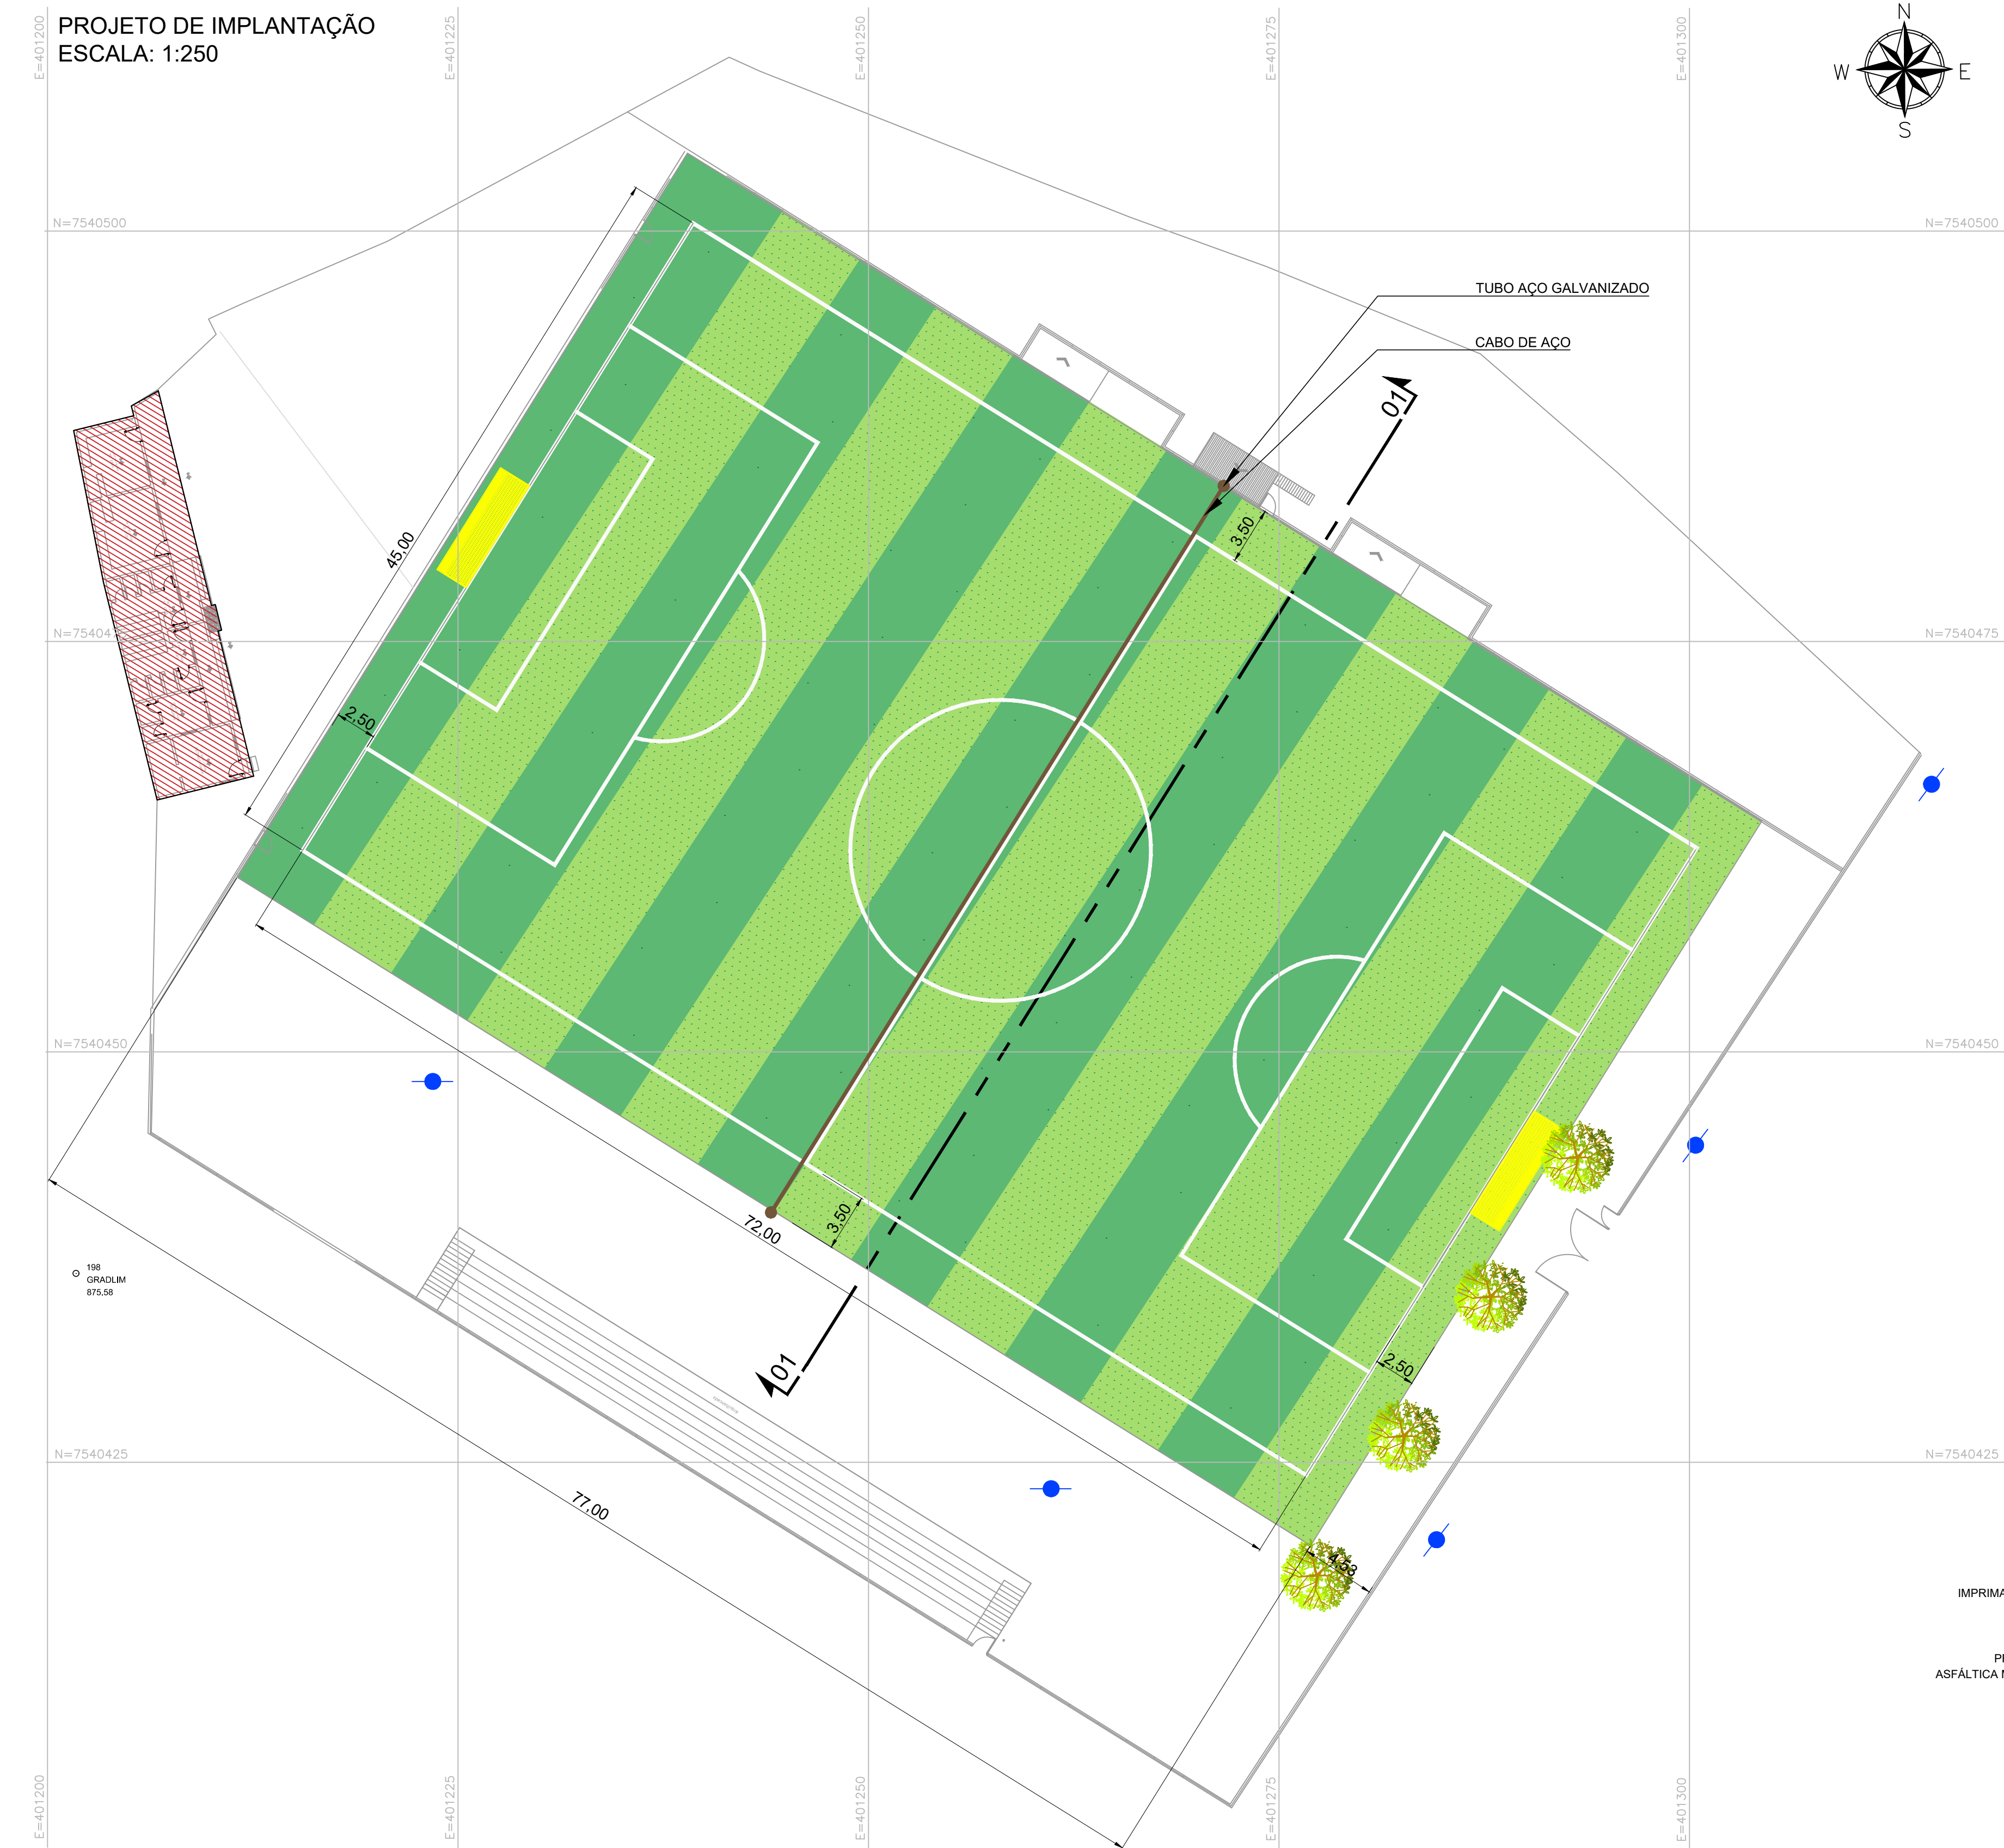 PROJETO DE IMPLANTAÇÃO
ESCALA: 1:250
E=401200
E=401225
E=401250
E=401275
E=401300
N
W
E
S
N=7540500
N=7540500
TUBO AÇO GALVANIZADO
CABO DE AÇO
01
3,50
45,00
N=75404
N=7540475
2,50
N=7540450
N=7540450
3,50
72,00
198
GRADLIM
875,58
01
2,50
N=7540425
N=7540425
77,00
4,53
IMPRIMA
ASFÁLTICA
E=401200
E=401225
E=401250
E=401275
E=401300